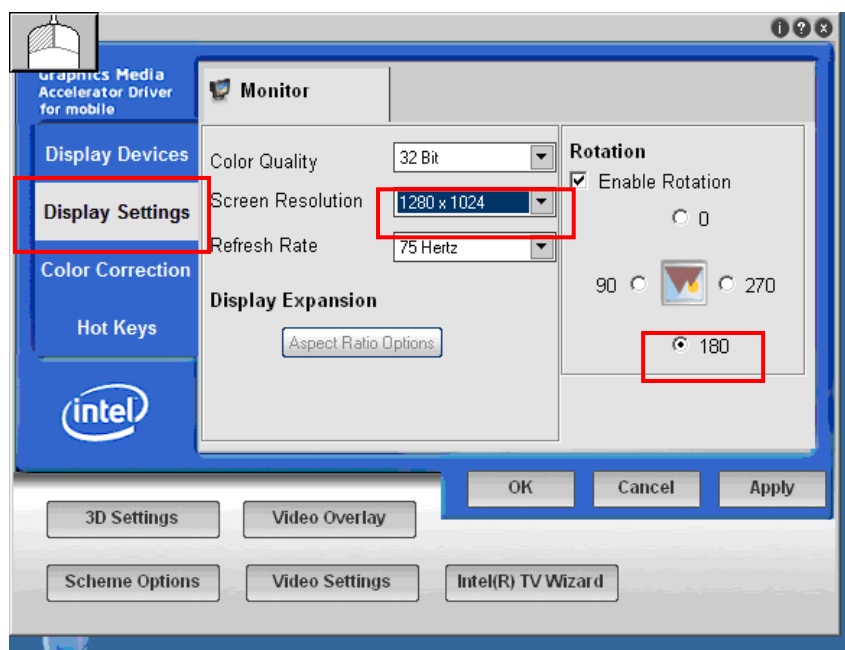 Graphics Media
Accelerator Driver
for mobile
Monitor
Display Devices
Display Settings
Color Correction
Hot Keys
intel
Color Quality
32 Bit
Screen Resolution
1280 x 1024
Refresh Rate
75 Hertz
Display Expansion
Aspect Ratio Options
Rotation
Enable Rotation
0
90
270
180
OK
Cancel
Apply
3D Settings
Video Overlay
Scheme Options
Video Settings
Intel(R) TV Wizard